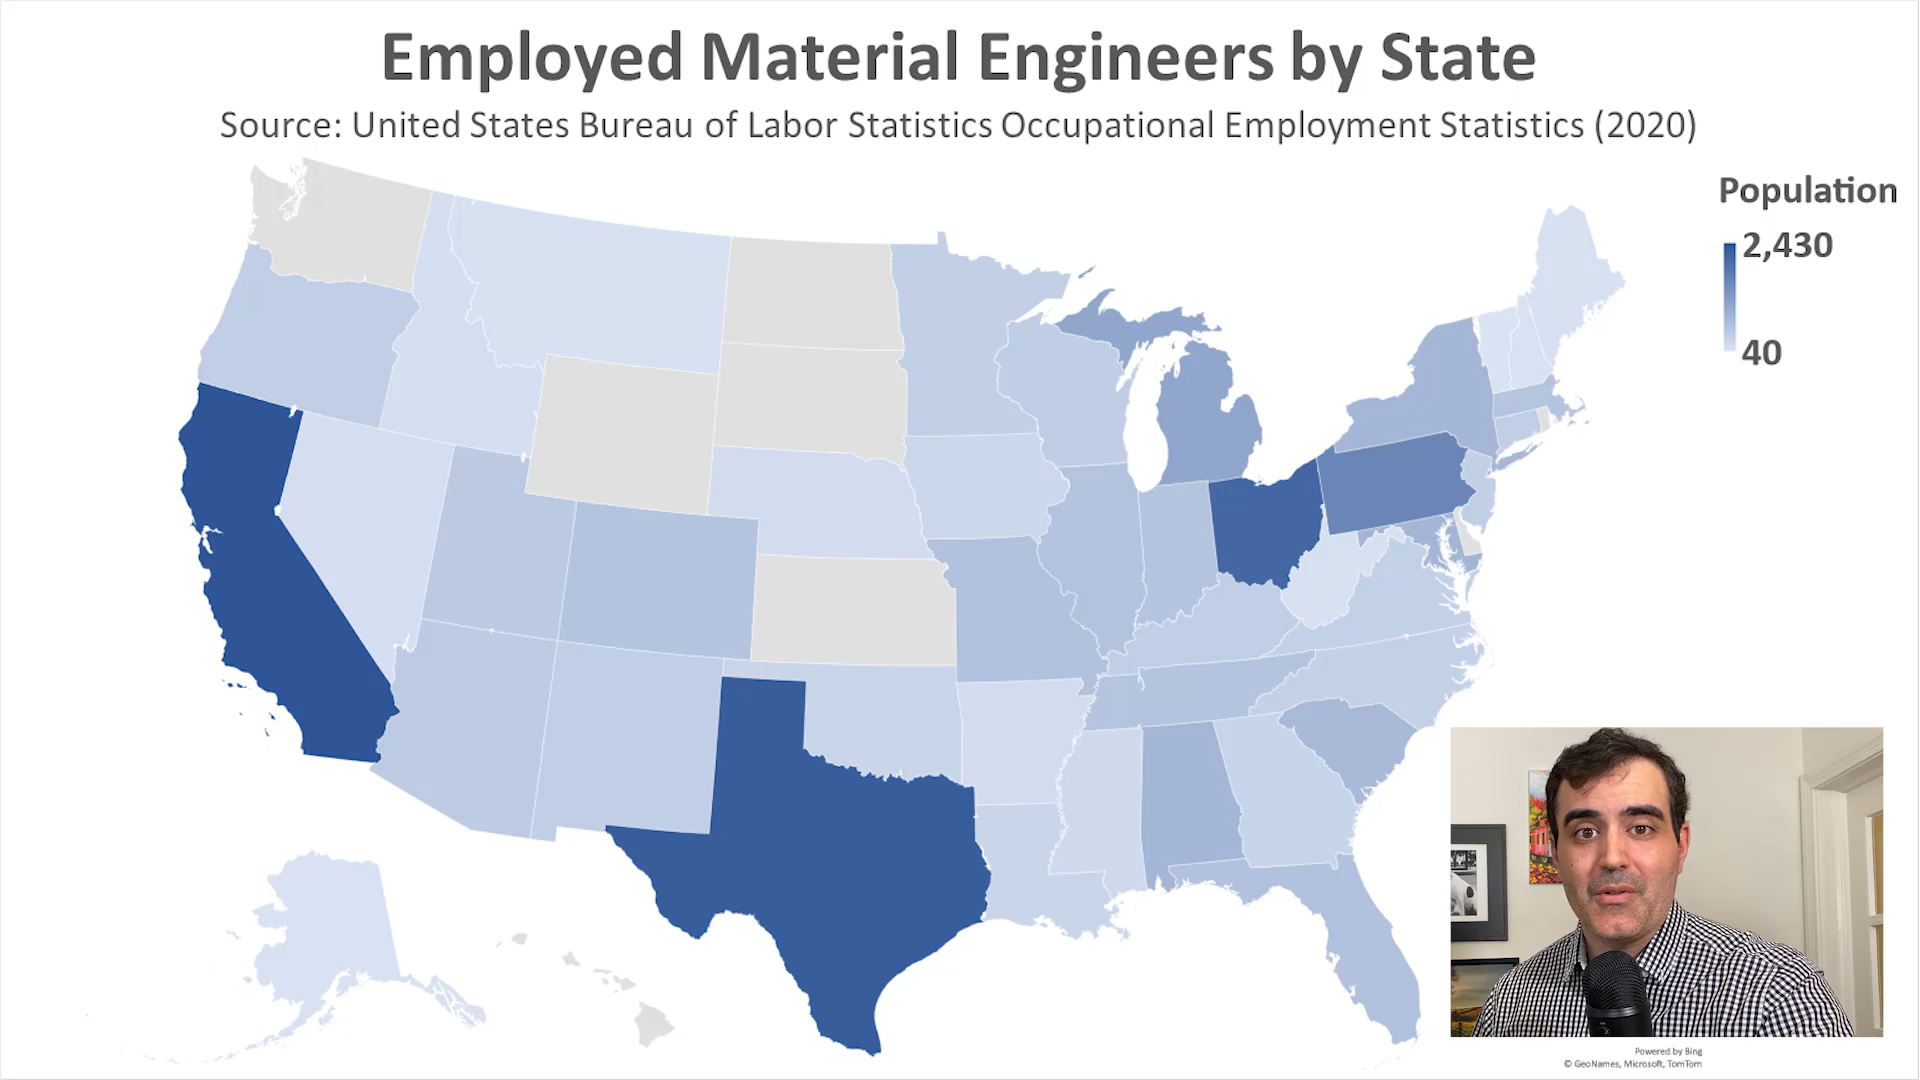 Employed Material Engineers by State
Source: United States Bureau of Labor Statistics Occupational Employment Statistics (2020)
Population
2,430
40
Powered by Bing
© GeoNames, Microsoft, TomTom